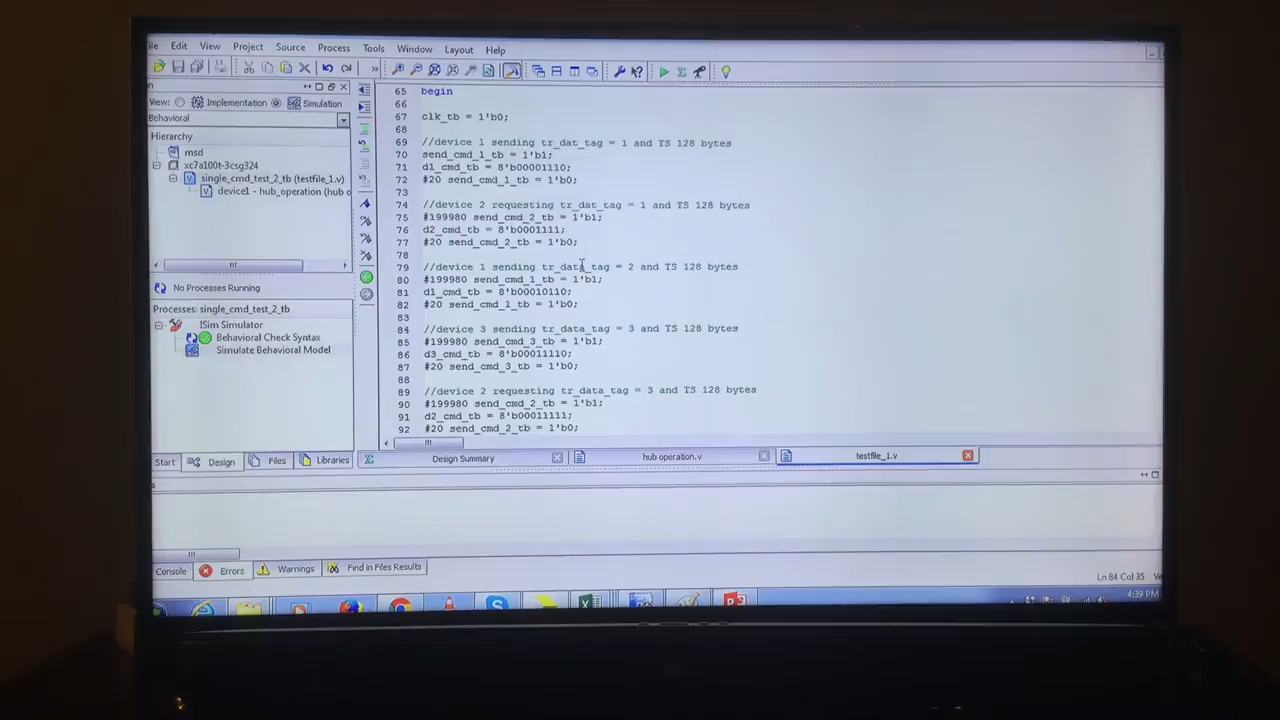 ile Edit View Project Source Process Tools Window Layout Help
»
n
View: Implementation Simulation
Behavioral
Hierarchy
msd
xc7a100t-3csg324
single_cmd_test_2_tb (testfile_1.v)
device1 - hub_operation (hub o
No Processes Running
Processes: single_cmd_test_2_tb
ISim Simulator
Behavioral Check Syntax
Simulate Behavioral Model
Start Design Files Libraries
65 begin
66
67 clk_tb = 1'b0;
68
69 //device 1 sending tr_dat_tag = 1 and TS 128 bytes
70 send_cmd_1_tb = 1'b1;
71 d1_cmd_tb = 8'b00001110;
72 #20 send_cmd_1_tb = 1'b0;
73
74 //device 2 requesting tr_dat_tag = 1 and TS 128 bytes
75 #199980 send_cmd_2_tb = 1'b1;
76 d2_cmd_tb = 8'b0001111;
77 #20 send_cmd_2_tb = 1'b0;
78
79 //device 1 sending tr_data_tag = 2 and TS 128 bytes
80 #199980 send_cmd_1_tb = 1'b1;
81 d1_cmd_tb = 8'b00010110;
82 #20 send_cmd_1_tb = 1'b0;
83
84 //device 3 sending tr_data_tag = 3 and TS 128 bytes
85 #199980 send_cmd_3_tb = 1'b1;
86 d3_cmd_tb = 8'b00011110;
87 #20 send_cmd_3_tb = 1'b0;
88
89 //device 2 requesting tr_data_tag = 3 and TS 128 bytes
90 #199980 send_cmd_2_tb = 1'b1;
91 d2_cmd_tb = 8'b00011111;
92 #20 send_cmd_2_tb = 1'b0;
Design Summary hub operation.v testfile_1.v
s
Console Errors Warnings Find in Files Results
Ln 84 Col 35 Ve
4:39 PM